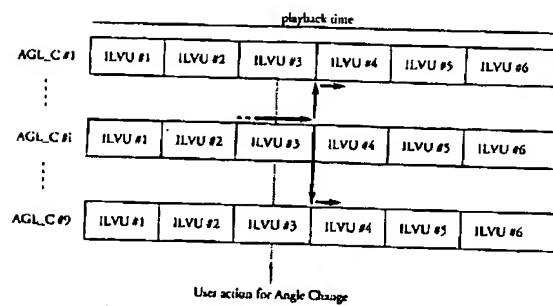 playback time
AGL_C #1 ILVU #1 ILVU #2 ILVU #3 ILVU #4 ILVU #5 ILVU #6
AGL_C #i ILVU #1 ILVU #2 ILVU #3 ILVU #4 ILVU #5 ILVU #6
AGL_C #9 ILVU #1 ILVU #2 ILVU #3 ILVU #4 ILVU #5 ILVU #6
User action for Angle Change